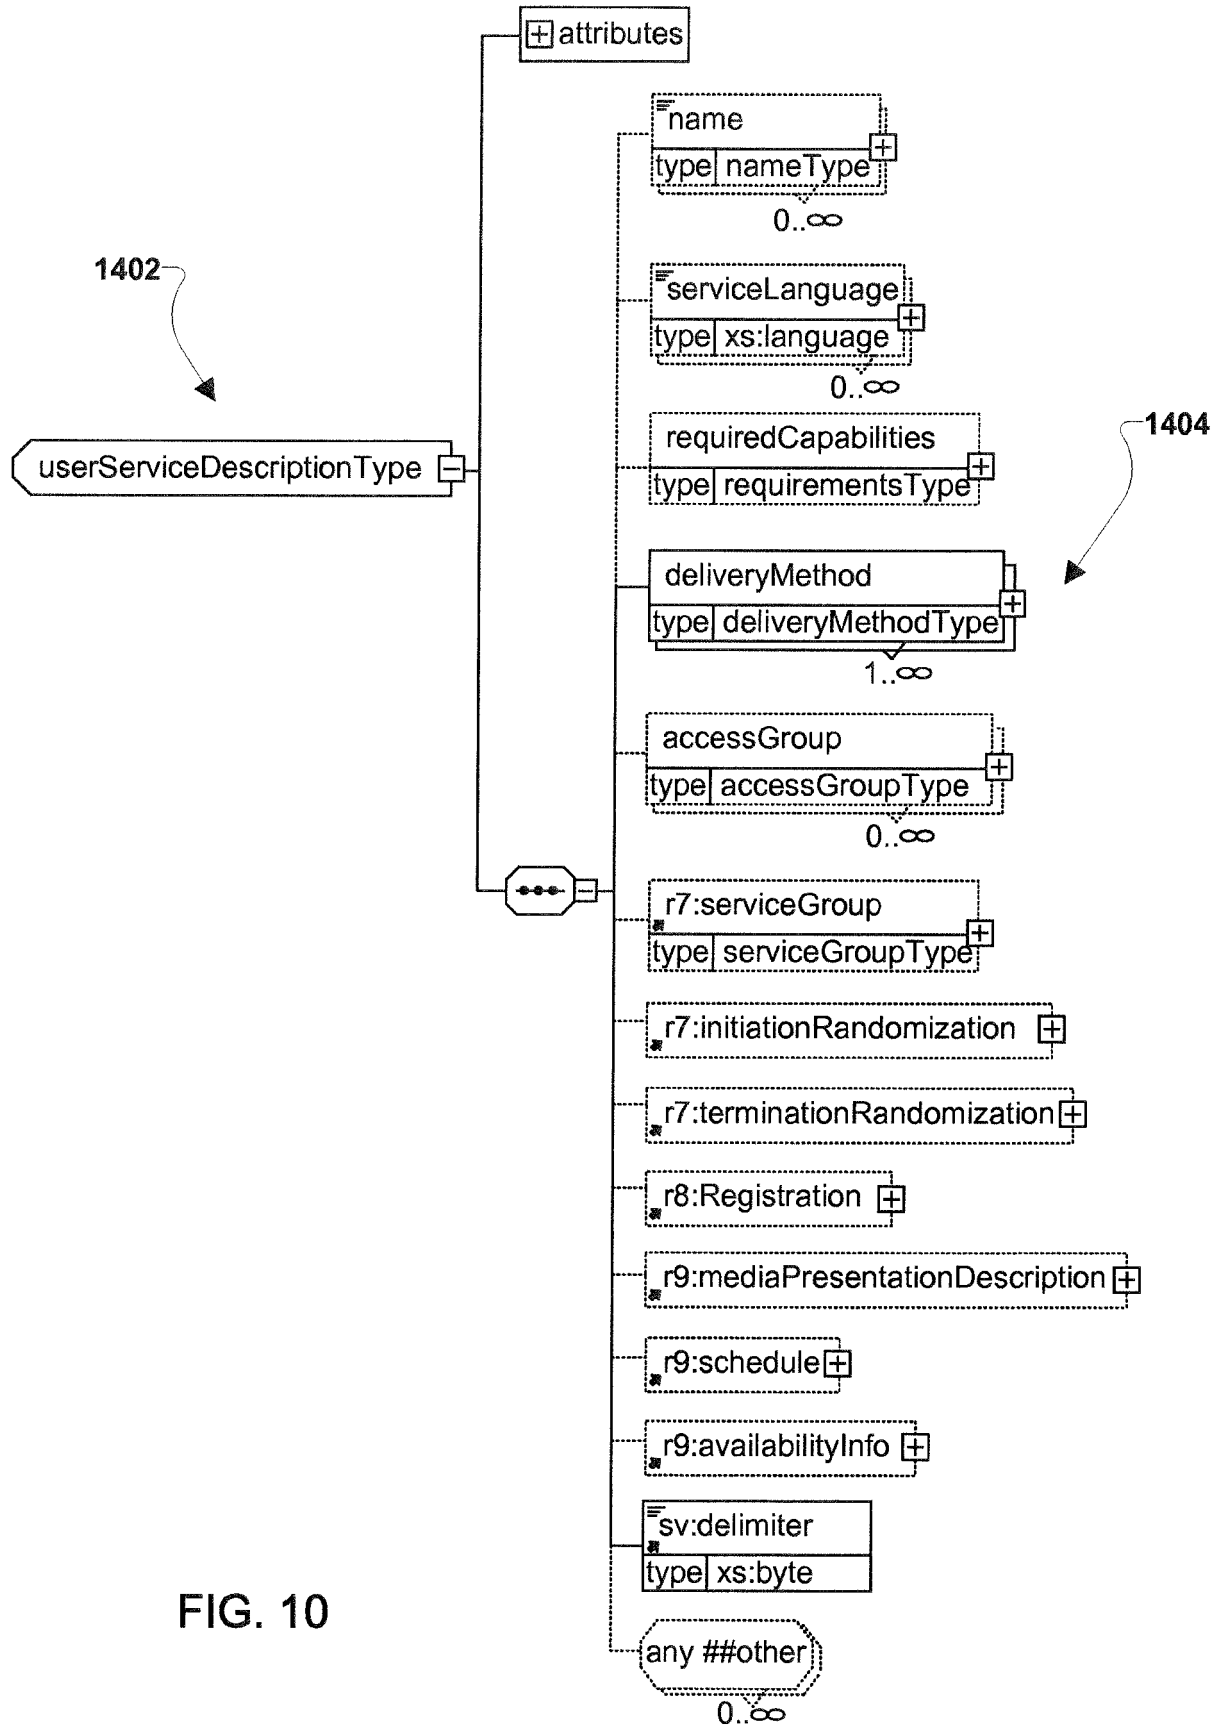 attributes
name
type nameType
0..∞
1402
serviceLanguage
type xs:language
0..∞
requiredCapabilities
type requirementsType
1404
userServiceDescriptionType
deliveryMethod
type deliveryMethodType
1..∞
accessGroup
type accessGroupType
0..∞
r7:serviceGroup
type serviceGroupType
r7:initiationRandomization
r7:terminationRandomization
r8:Registration
r9:mediaPresentationDescription
r9:schedule
r9:availabilityInfo
sv:delimiter
type xs:byte
FIG. 10
any ##other
0..∞